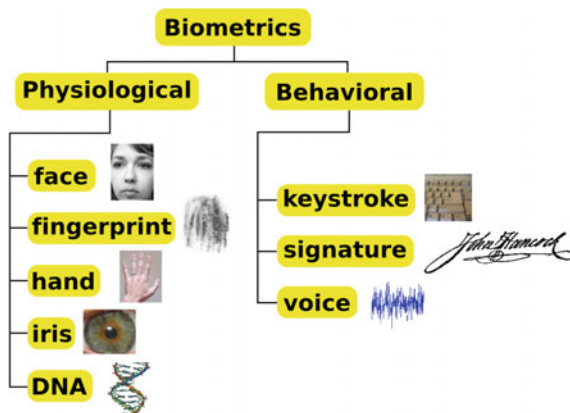 Biometrics
Physiological
Behavioral
face
fingerprint
hand
iris
DNA
keystroke
signature
John Hancock
voice